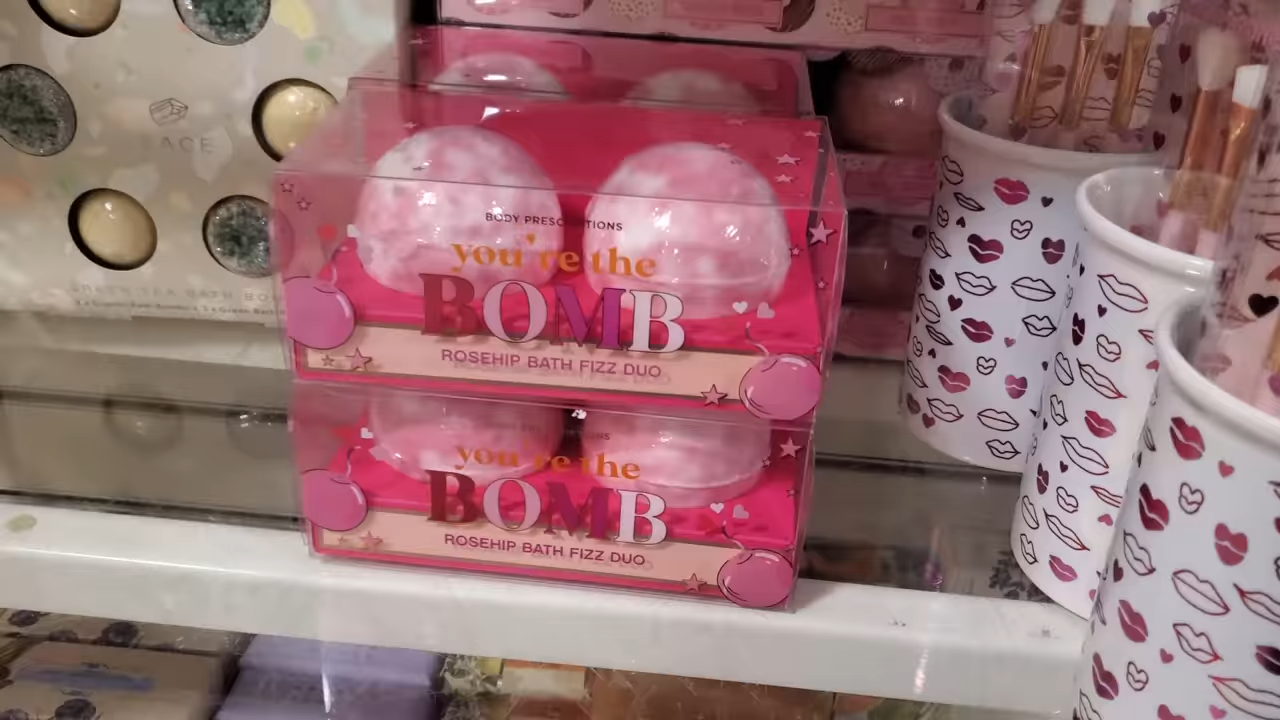 BODY PRESCRIPTIONS
you're the
BOMB
ROSEHIP BATH FIZZ DUO
you're the
BOMB
ROSEHIP BATH FIZZ DUO